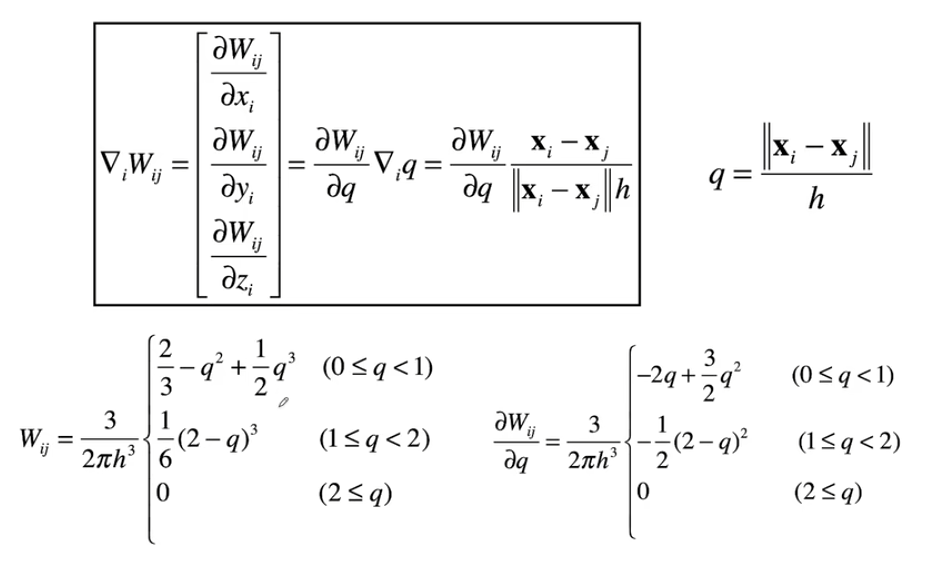 ∇ᵢWᵢⱼ = [∂Wᵢⱼ/∂xᵢ ∂Wᵢⱼ/∂yᵢ ∂Wᵢⱼ/∂zᵢ] = ∂Wᵢⱼ/∂q ∇ᵢq = ∂Wᵢⱼ/∂q (𝐱ᵢ − 𝐱ⱼ)/(‖𝐱ᵢ − 𝐱ⱼ‖h)
q = ‖𝐱ᵢ − 𝐱ⱼ‖/h
Wᵢⱼ = 3/(2πh³) {
2/3 − q² + 1/2 q³ (0 ≤ q < 1)
1/6 (2 − q)³ (1 ≤ q < 2)
0 (2 ≤ q)
∂Wᵢⱼ/∂q = 3/(2πh³) {
−2q + 3/2 q² (0 ≤ q < 1)
−1/2 (2 − q)² (1 ≤ q < 2)
0 (2 ≤ q)